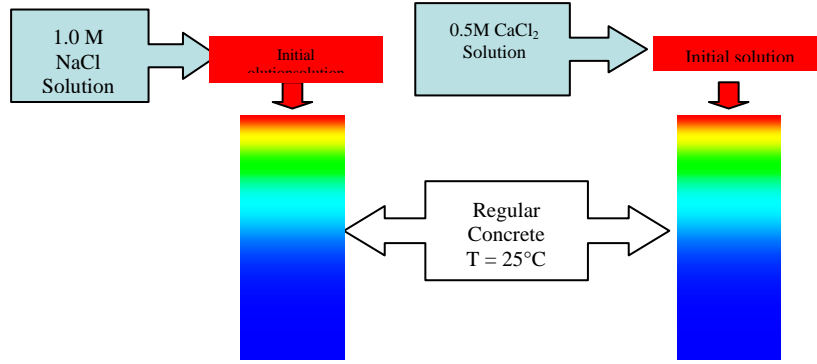 1.0 M
NaCl
Solution
Initial
0.5M CaCl₂
Solution
Initial solution
Regular
Concrete
T = 25°C